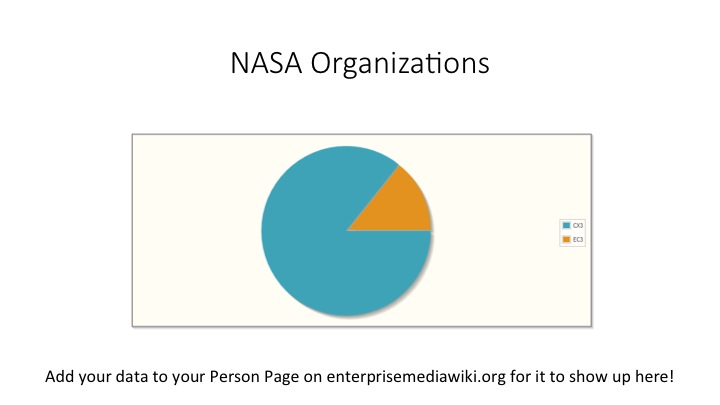 NASA Organizations
CX3
EC3
Add your data to your Person Page on enterprisemediawiki.org for it to show up here!